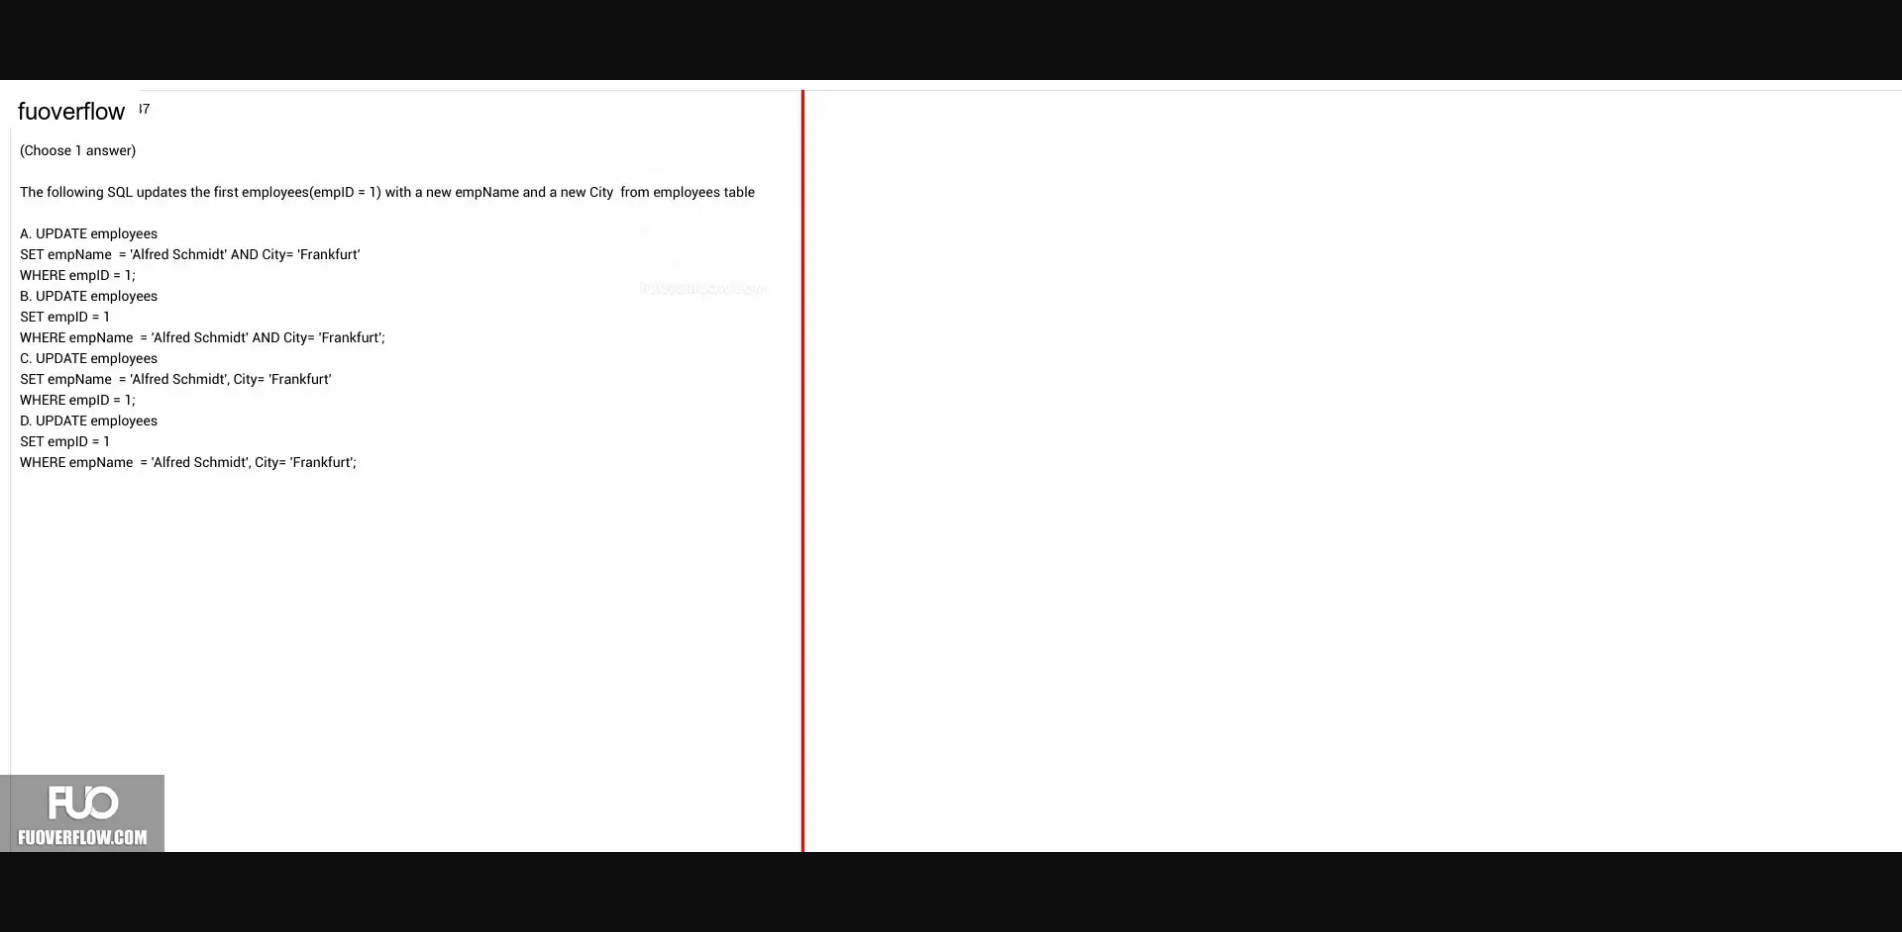 fuoverflow 37
(Choose 1 answer)
The following SQL updates the first employees(empID = 1) with a new empName and a new City from employees table
A. UPDATE employees
SET empName = 'Alfred Schmidt' AND City= 'Frankfurt'
WHERE empID = 1;
B. UPDATE employees
SET empID = 1
WHERE empName = 'Alfred Schmidt' AND City= 'Frankfurt';
C. UPDATE employees
SET empName = 'Alfred Schmidt', City= 'Frankfurt'
WHERE empID = 1;
D. UPDATE employees
SET empID = 1
WHERE empName = 'Alfred Schmidt', City= 'Frankfurt';
FUOVERFLOW.COM
FUO
FUOVERFLOW.COM